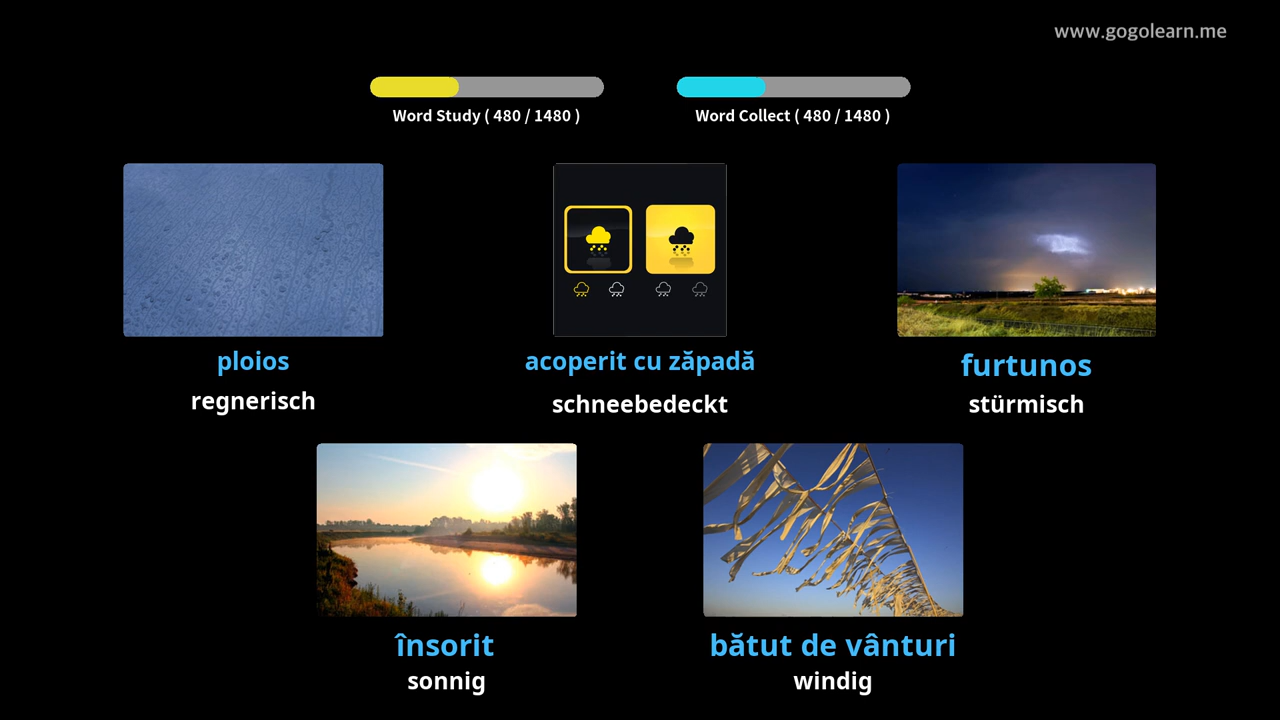 www.gogolearn.me
Word Study ( 480 / 1480 )
Word Collect ( 480 / 1480 )
ploios
regnerisch
acoperit cu zăpadă
schneebedeckt
furtunos
stürmisch
însorit
sonnig
bătut de vânturi
windig